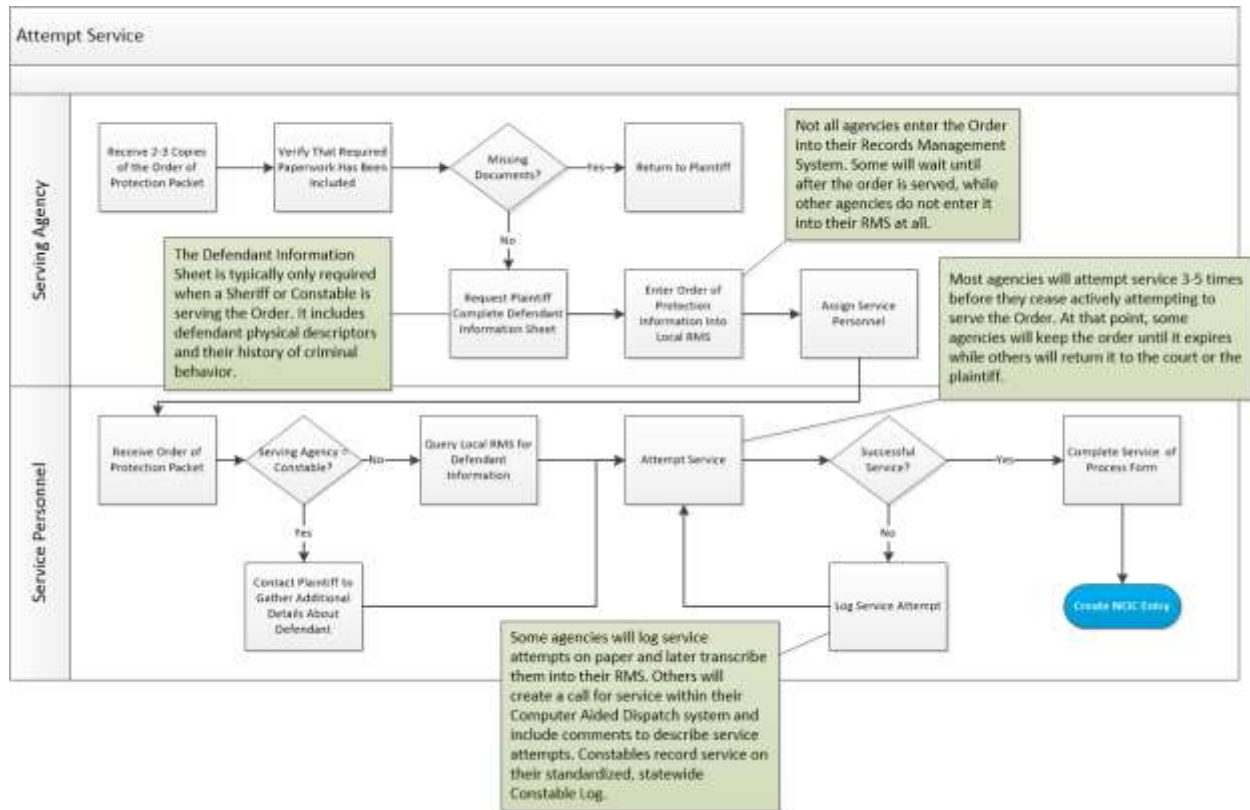 Attempt Service
Serving Agency
Receive 2-3 Copies
of the Order of
Protection Packet
Verify That Required
Paperwork Has Been
Included
Missing
Documents?
Yes
Return to Plaintiff
Not all agencies enter the Order
into their Records Management
System. Some will wait until
after the order is served, while
other agencies do not enter it
into their RMS at all.
No
The Defendant Information
Sheet is typically only required
when a Sheriff or Constable is
serving the Order. It includes
defendant physical descriptors
and their history of criminal
behavior.
Request Plaintiff
Complete Defendant
Information Sheet
Enter Order of
Protection
Information Into
Local RMS
Assign Service
Personnel
Most agencies will attempt service 3-5 times
before they cease actively attempting to
serve the Order. At that point, some
agencies will keep the order until it expires
while others will return it to the court or the
plaintiff.
Service Personnel
Receive Order of
Protection Packet
Serving Agency =
Constable?
No
Query Local RMS for
Defendant
Information
Attempt Service
Successful
Service?
Yes
Complete Service of
Process Form
Yes
No
Contact Plaintiff to
Gather Additional
Details About
Defendant
Log Service Attempt
Create NCIC Entry
Some agencies will log service
attempts on paper and later transcribe
them into their RMS. Others will
create a call for service within their
Computer Aided Dispatch system and
include comments to describe service
attempts. Constables record service on
their standardized, statewide
Constable Log.